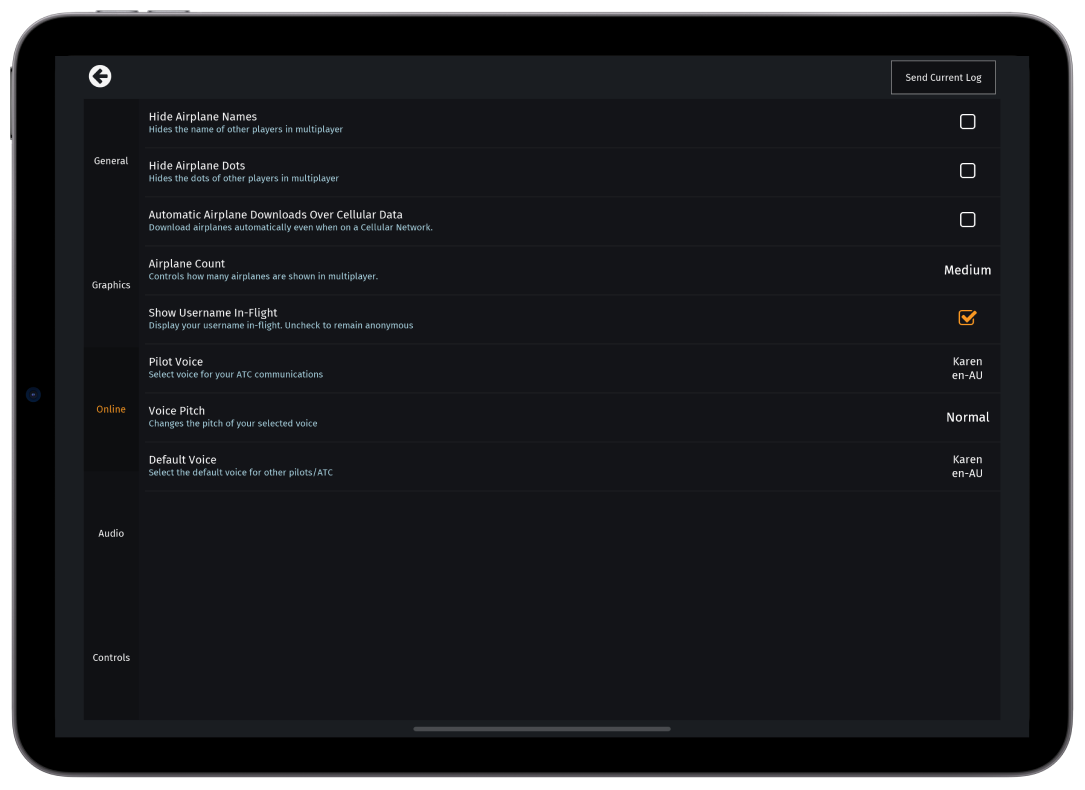 Send Current Log
General
Graphics
Online
Audio
Controls
Hide Airplane Names
Hides the name of other players in multiplayer
Hide Airplane Dots
Hides the dots of other players in multiplayer
Automatic Airplane Downloads Over Cellular Data
Download airplanes automatically even when on a Cellular Network.
Airplane Count
Controls how many airplanes are shown in multiplayer.
Medium
Show Username In-Flight
Display your username in-flight. Uncheck to remain anonymous
Pilot Voice
Select voice for your ATC communications
Karen
en-AU
Voice Pitch
Changes the pitch of your selected voice
Normal
Default Voice
Select the default voice for other pilots/ATC
Karen
en-AU